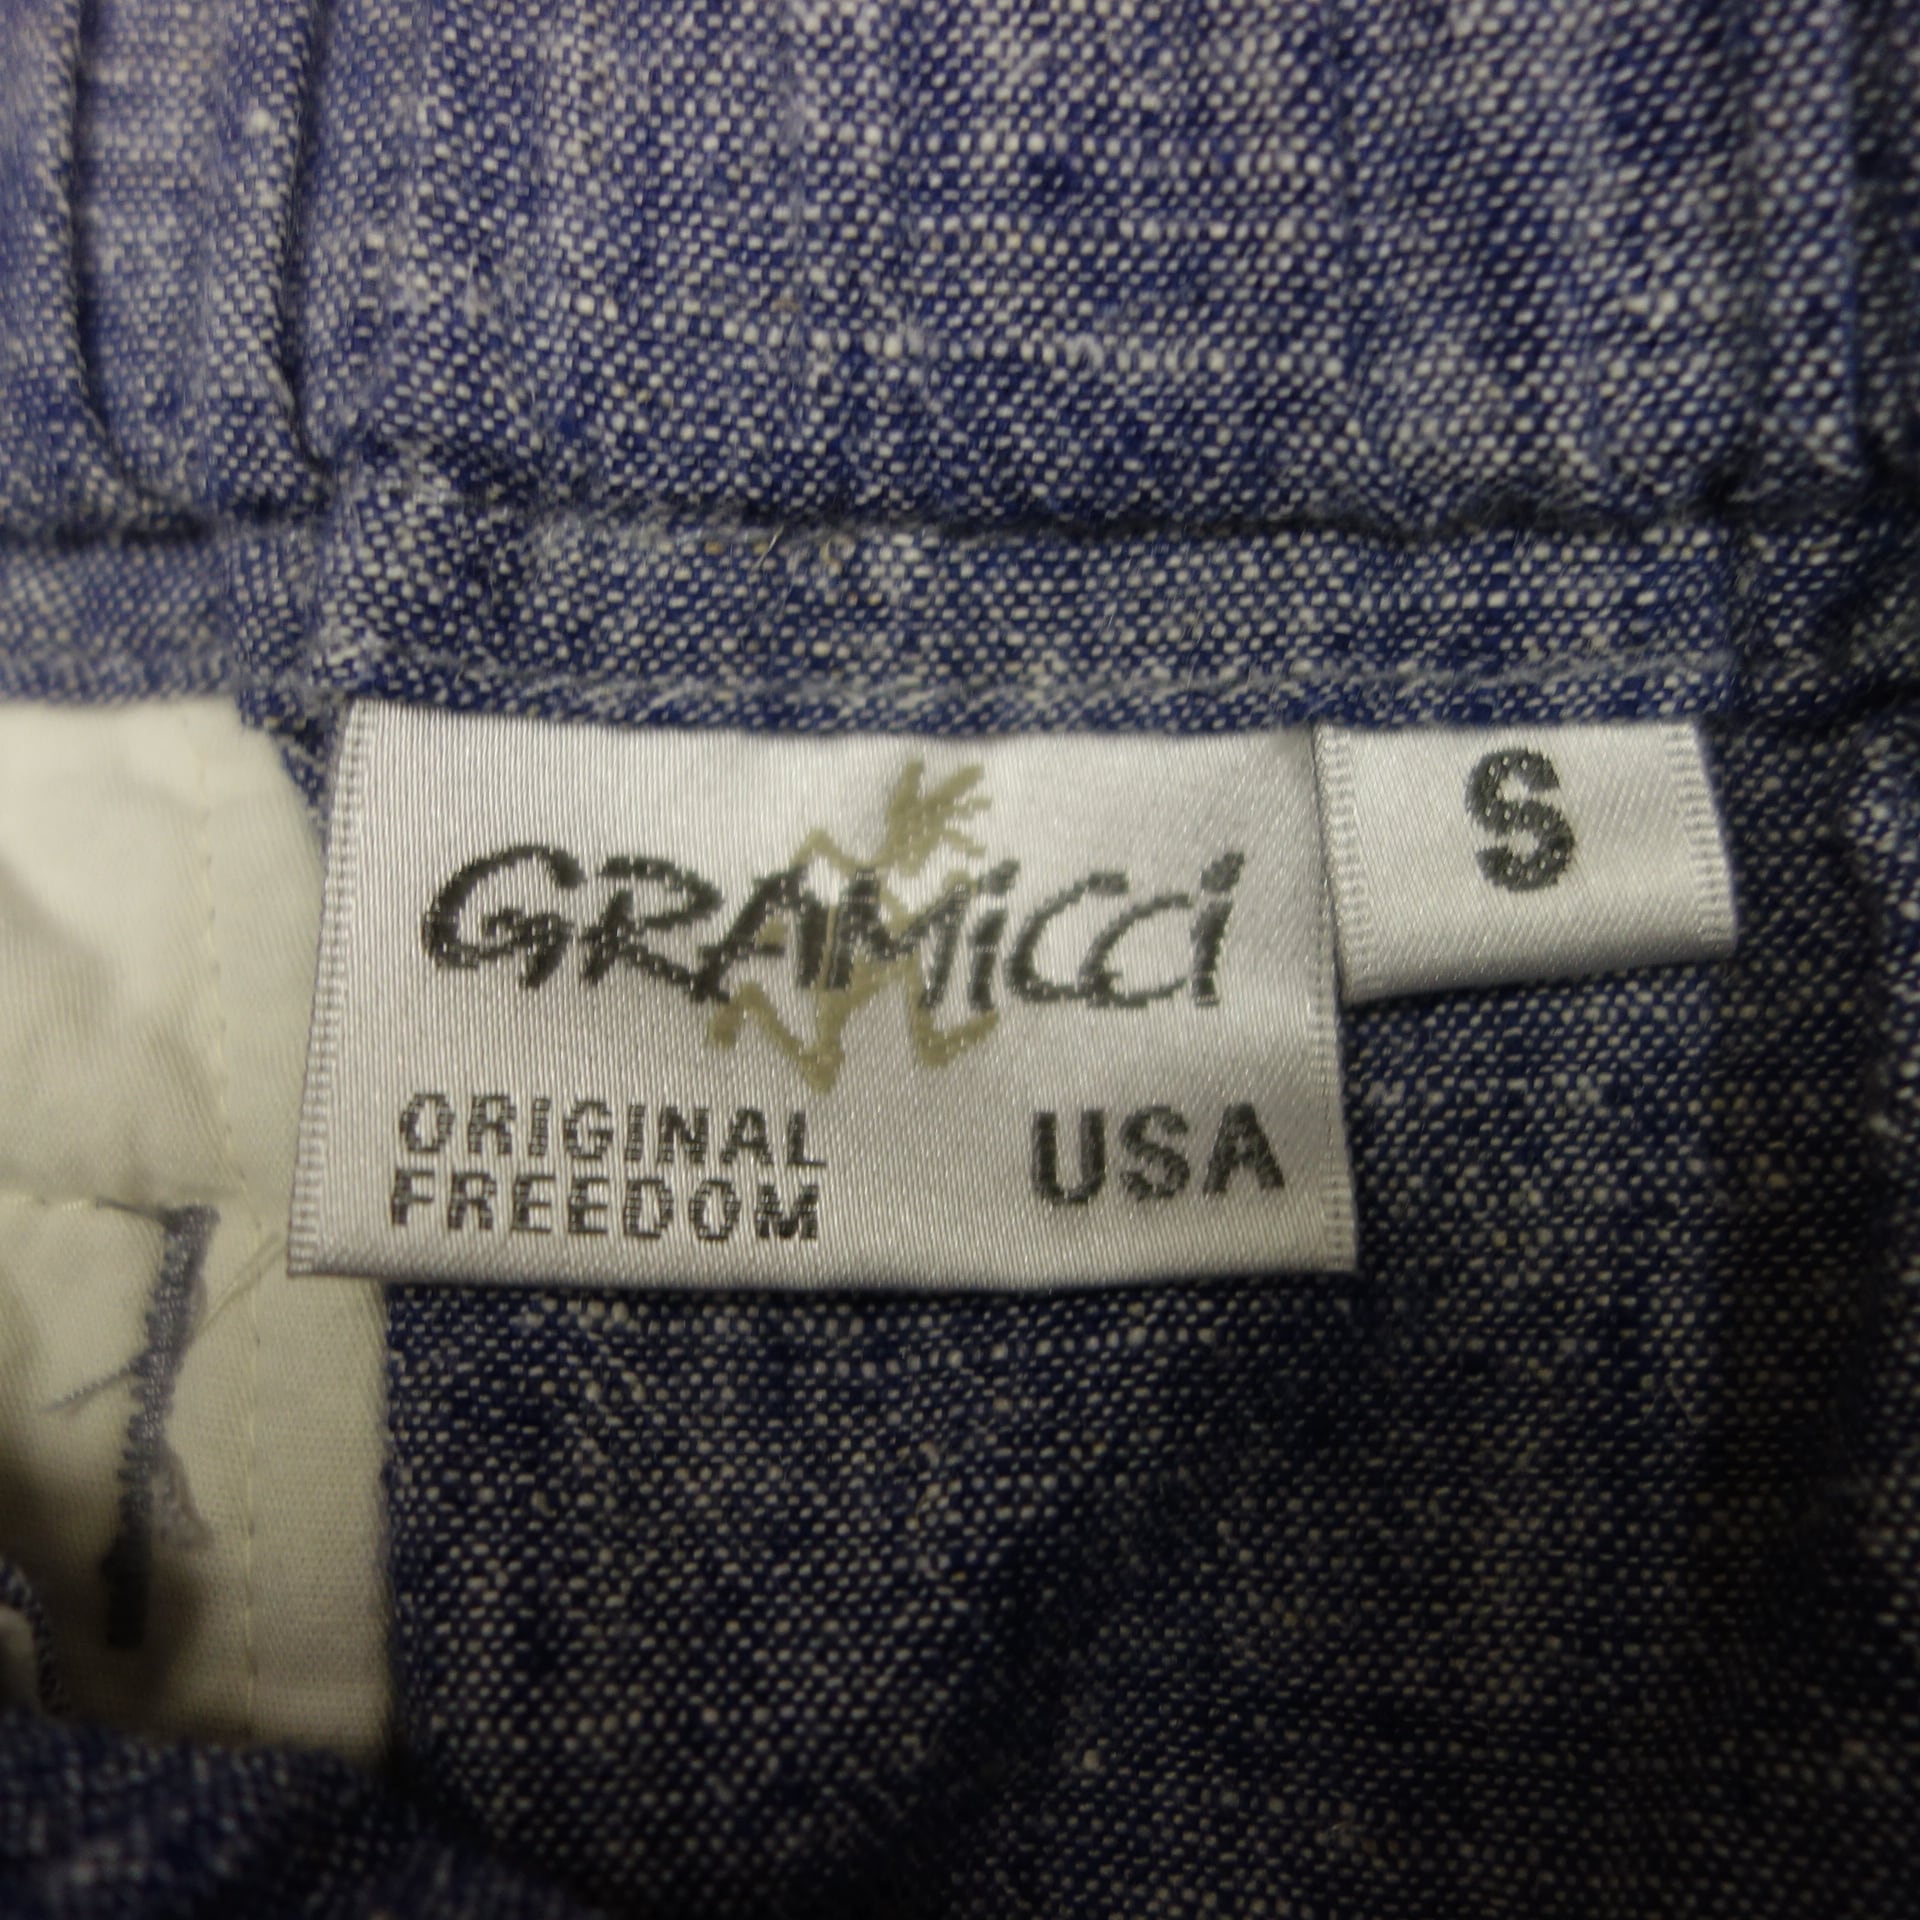 GRAMicci
S
ORIGINAL
FREEDOM
USA